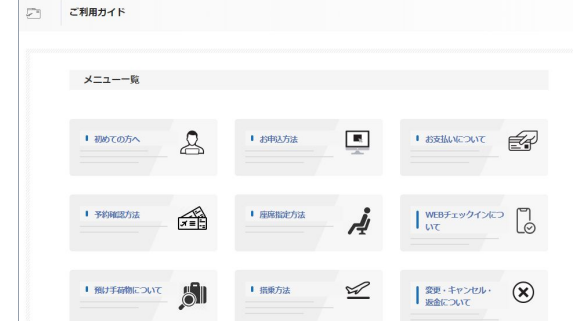 ご利用ガイド
メニュー一覧
初めての方へ
お申込方法
お支払いについて
予約確認方法
座席指定方法
WEBチェックインにつ
いて
預け手荷物について
搭乗方法
変更・キャンセル・
返金について